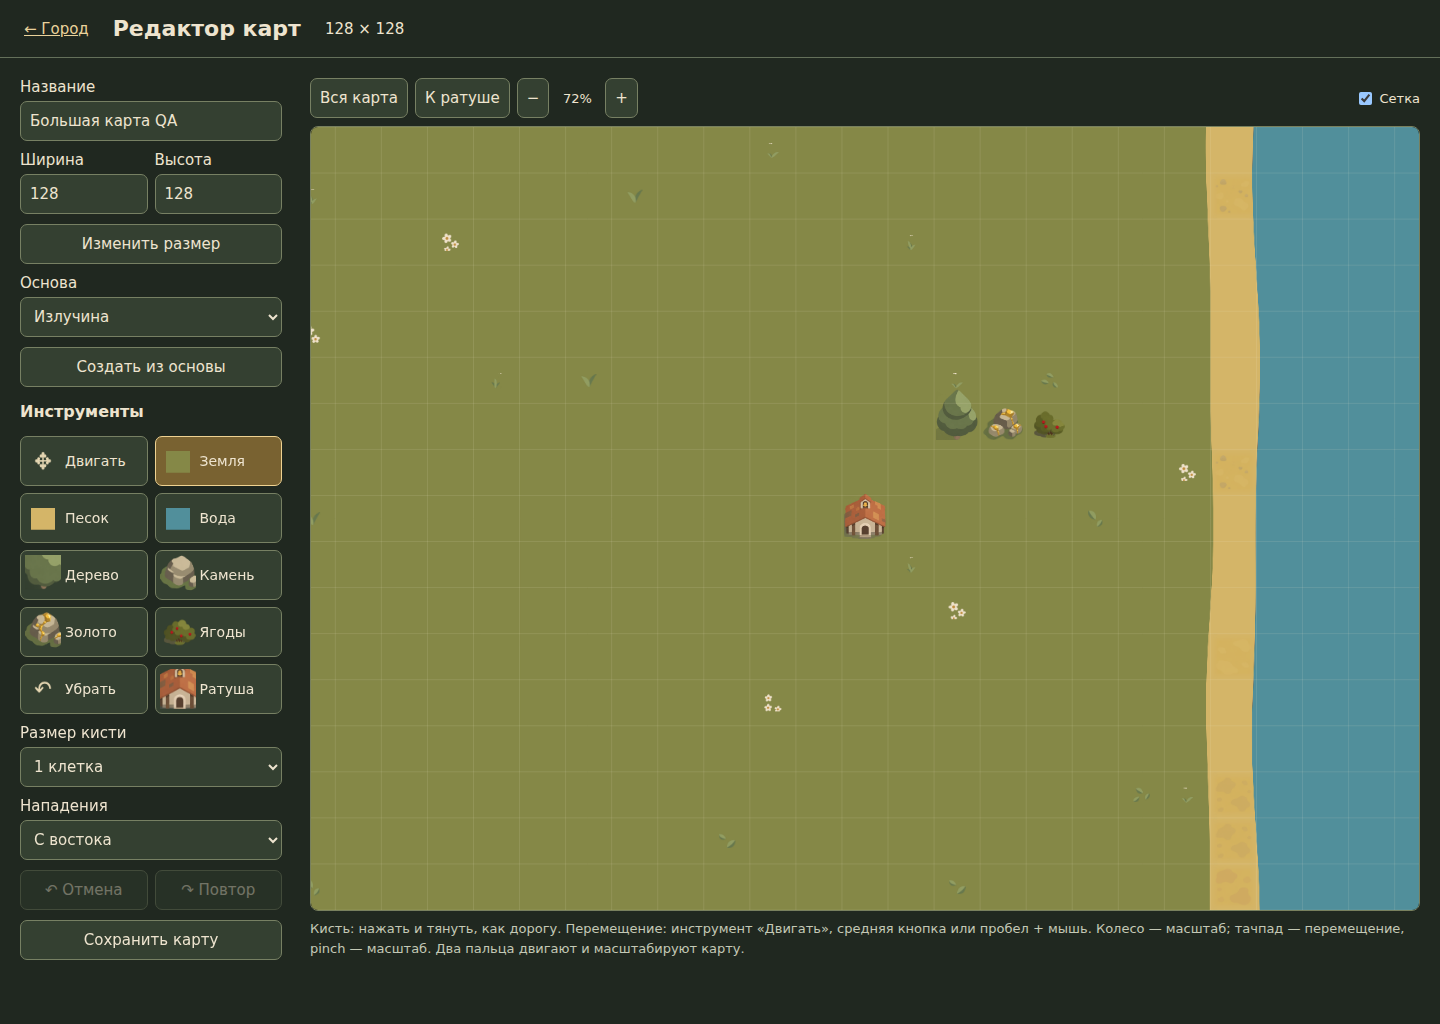 ← Город
Редактор карт
128 × 128
Название
Большая карта QA
Ширина
Высота
128
128
Изменить размер
Основа
Излучина
Создать из основы
Инструменты
✥ Двигать
Земля
Песок
Вода
Дерево
Камень
Золото
Ягоды
↶ Убрать
Ратуша
Размер кисти
1 клетка
Нападения
С востока
↶ Отмена
↷ Повтор
Сохранить карту
Вся карта
К ратуше
−
72%
+
Сетка
Кисть: нажать и тянуть, как дорогу. Перемещение: инструмент «Двигать», средняя кнопка или пробел + мышь. Колесо — масштаб; тачпад — перемещение,
pinch — масштаб. Два пальца двигают и масштабируют карту.